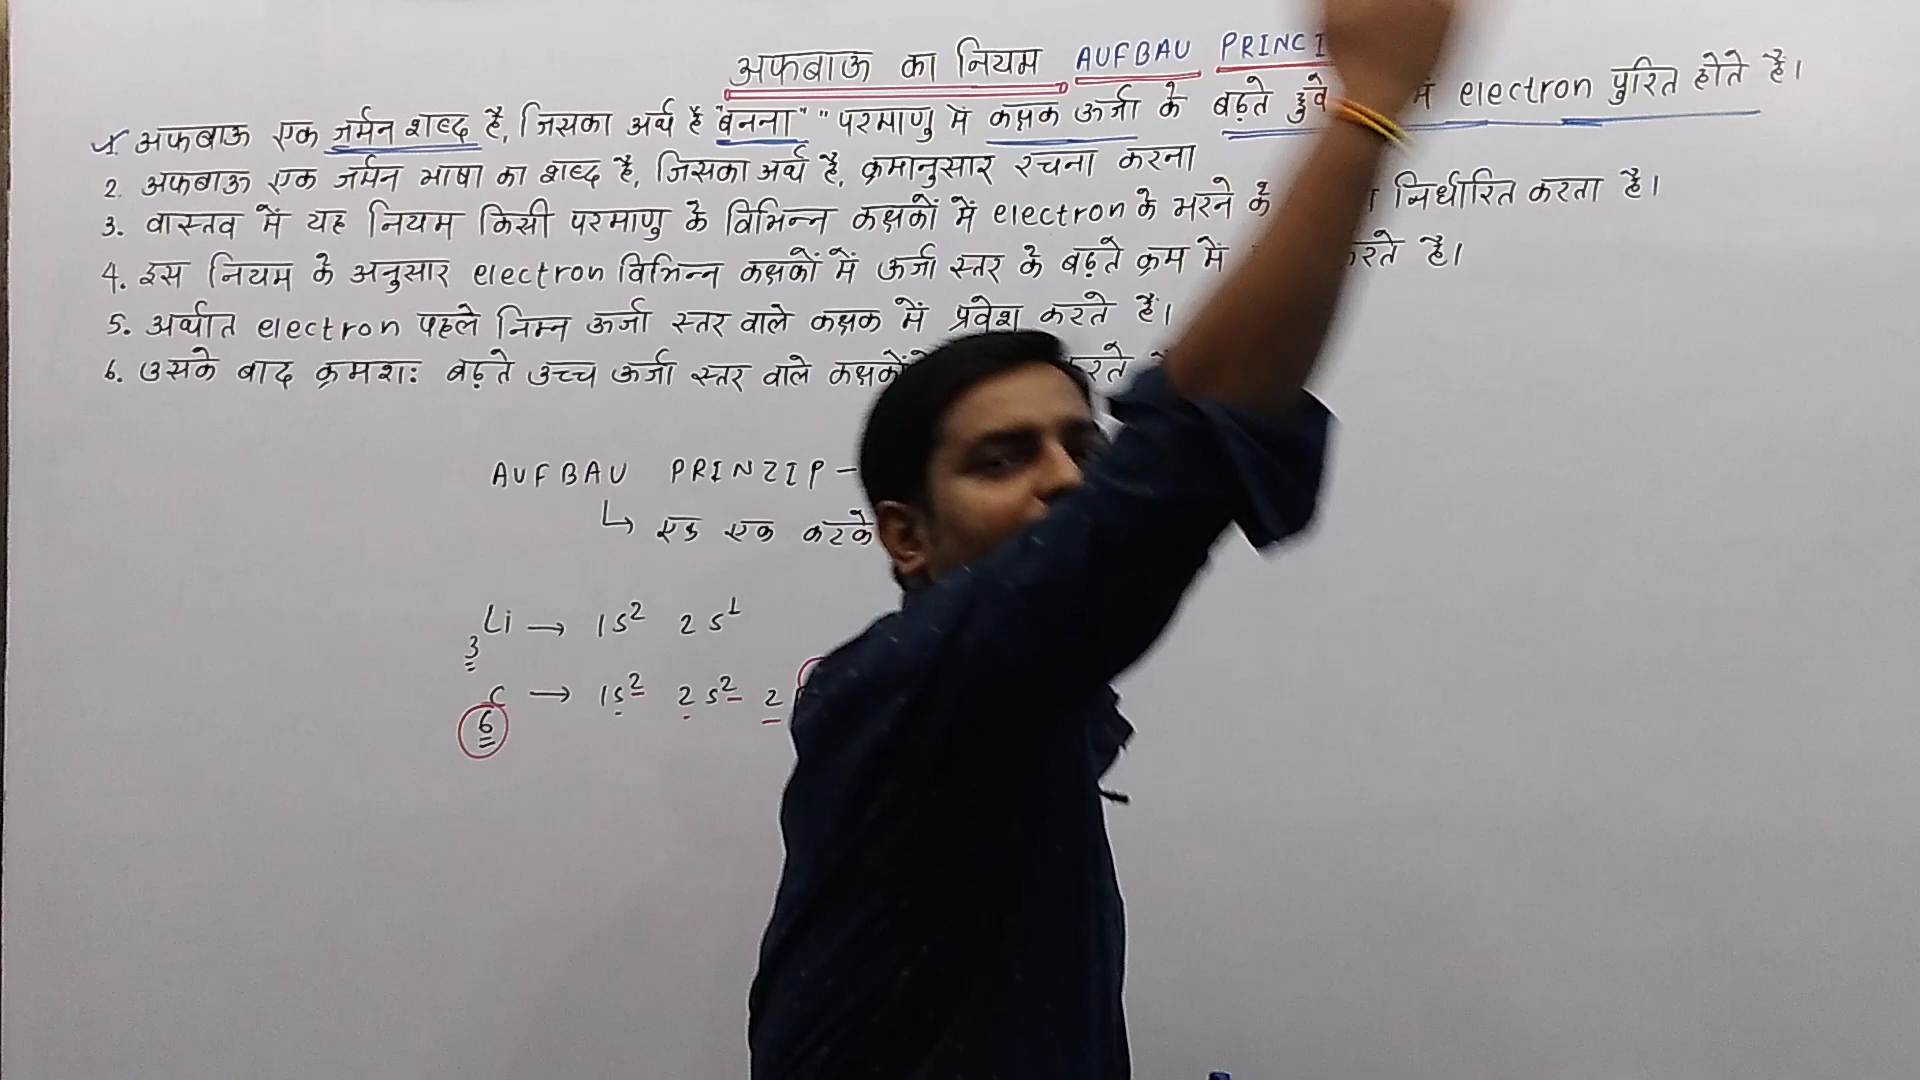 अफबाऊ का नियम AUFBAU PRINCI
1. अफबाऊ एक जर्मन शब्द है, जिसका अर्थ है "बनना" "परमाणु में कक्षक ऊर्जा के बढ़ते हुवे में electron पुरित होते है।
2. अफबाऊ एक जर्मन भाषा का शब्द है, जिसका अर्थ है, क्रमानुसार रचना करना
3. वास्तव में यह नियम किसी परमाणु के विभिन्न कक्षकों में electron के भरने के निर्धारित करता है।
4. इस नियम के अनुसार electron विभिन्न कक्षकों में ऊर्जा स्तर के बढ़ते क्रम में करते है।
5. अर्थात electron पहले निम्न ऊर्जा स्तर वाले कक्षक में प्रवेश करते हैं।
6. उसके बाद क्रमशः बढ़ते उच्च ऊर्जा स्तर वाले कक्षकों
AUFBAU PRINZIP -
↳ एक एक करके
₃Li → 1s² 2s¹
₆C → 1s² 2s² 2